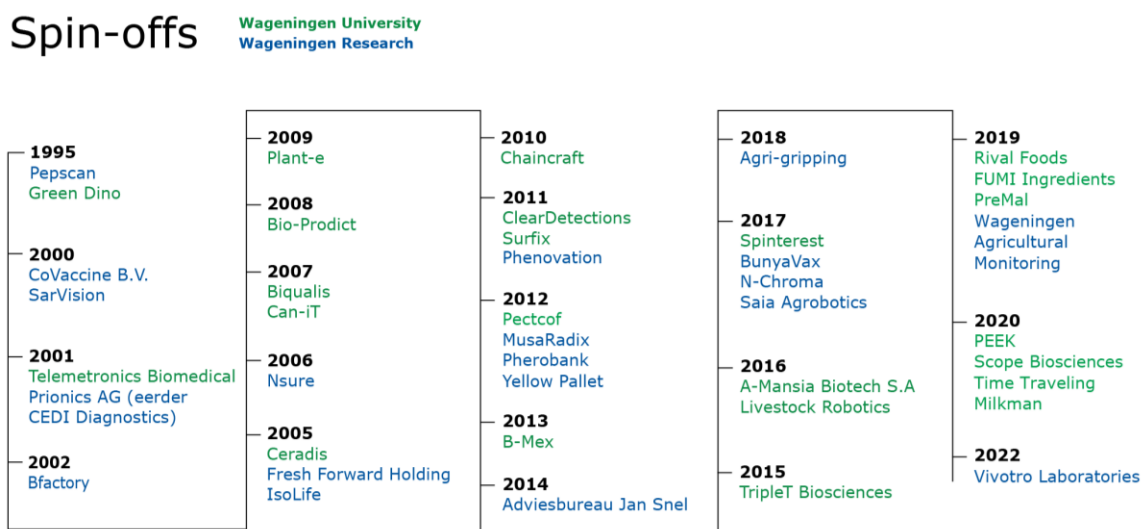 Spin-offs
Wageningen University
Wageningen Research
1995
Pepscan
Green Dino
2000
CoVaccine B.V.
SarVision
2001
Telemetronics Biomedical
Prionics AG (eerder
CEDI Diagnostics)
2002
Bfactory
2009
Plant-e
2008
Bio-Prodict
2007
Biqualis
Can-iT
2006
Nsure
2005
Ceradis
Fresh Forward Holding
IsoLife
2010
Chaincraft
2011
ClearDetections
Surfix
Phenovation
2012
Pectcof
MusaRadix
Pherobank
Yellow Pallet
2013
B-Mex
2014
Adviesbureau Jan Snel
2018
Agri-gripping
2017
Spinterest
BunyaVax
N-Chroma
Saia Agrobotics
2016
A-Mansia Biotech S.A
Livestock Robotics
2015
TripleT Biosciences
2019
Rival Foods
FUMI Ingredients
PreMal
Wageningen
Agricultural
Monitoring
2020
PEEK
Scope Biosciences
Time Traveling
Milkman
2022
Vivotro Laboratories